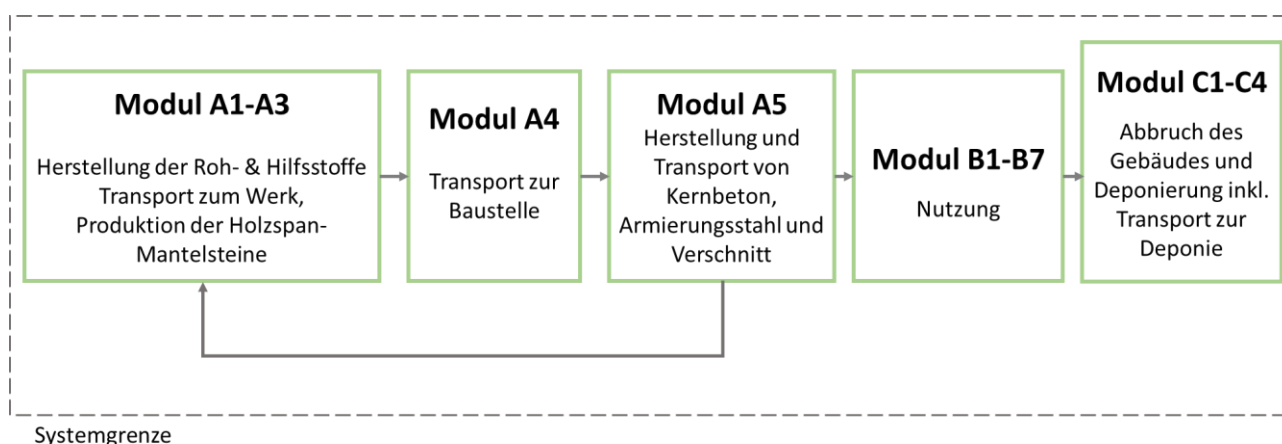 Modul A1-A3
Herstellung der Roh- & Hilfsstoffe
Transport zum Werk,
Produktion der Holzspan-
Mantelsteine
Modul A4
Transport zur
Baustelle
Modul A5
Herstellung und
Transport von
Kernbeton,
Armierungsstahl und
Verschnitt
Modul B1-B7
Nutzung
Modul C1-C4
Abbruch des
Gebäudes und
Deponierung inkl.
Transport zur
Deponie
Systemgrenze